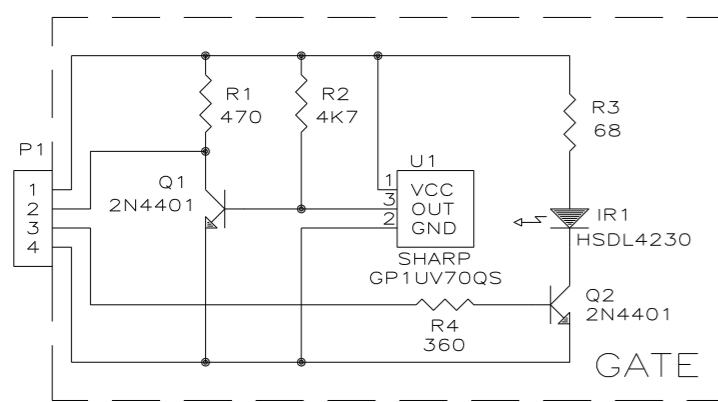 P1
1
2
3
4
R1
470
R2
4K7
R3
68
Q1
2N4401
U1
1 VCC
3 OUT
2 GND
SHARP
GP1UV70QS
IR1
HSDL4230
Q2
2N4401
R4
360
GATE